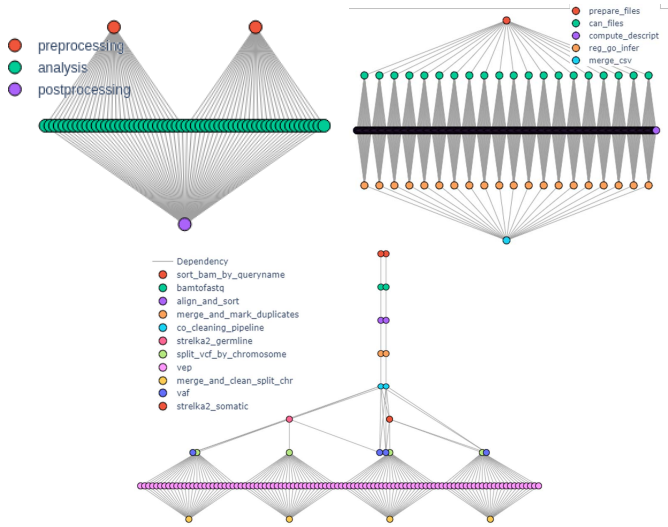 preprocessing
analysis
postprocessing
prepare_files
can_files
compute_descript
reg_go_infer
merge_csv
Dependency
sort_bam_by_queryname
bamtofastq
align_and_sort
merge_and_mark_duplicates
co_cleaning_pipeline
strelka2_germline
split_vcf_by_chromosome
vep
merge_and_clean_split_chr
vaf
strelka2_somatic